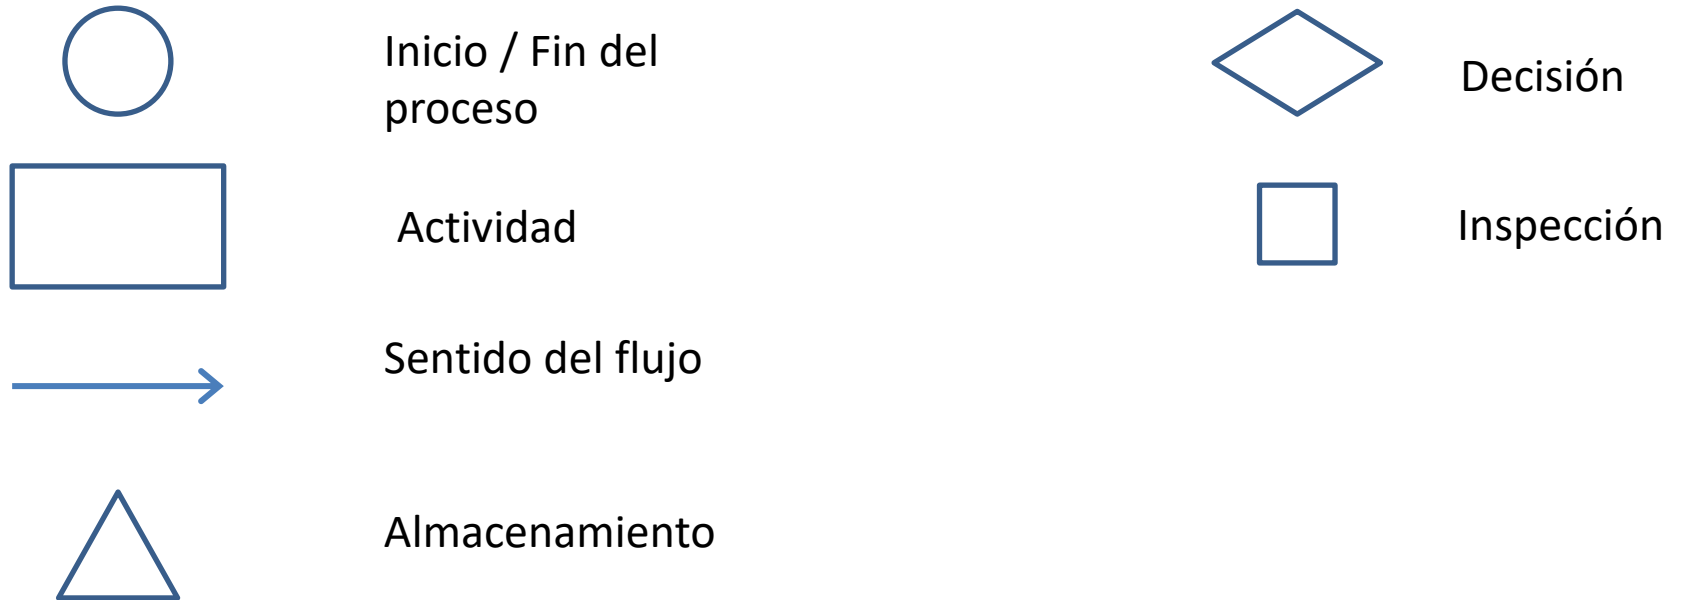 Inicio / Fin del
proceso
Actividad
Sentido del flujo
Almacenamiento
Decisión
Inspección